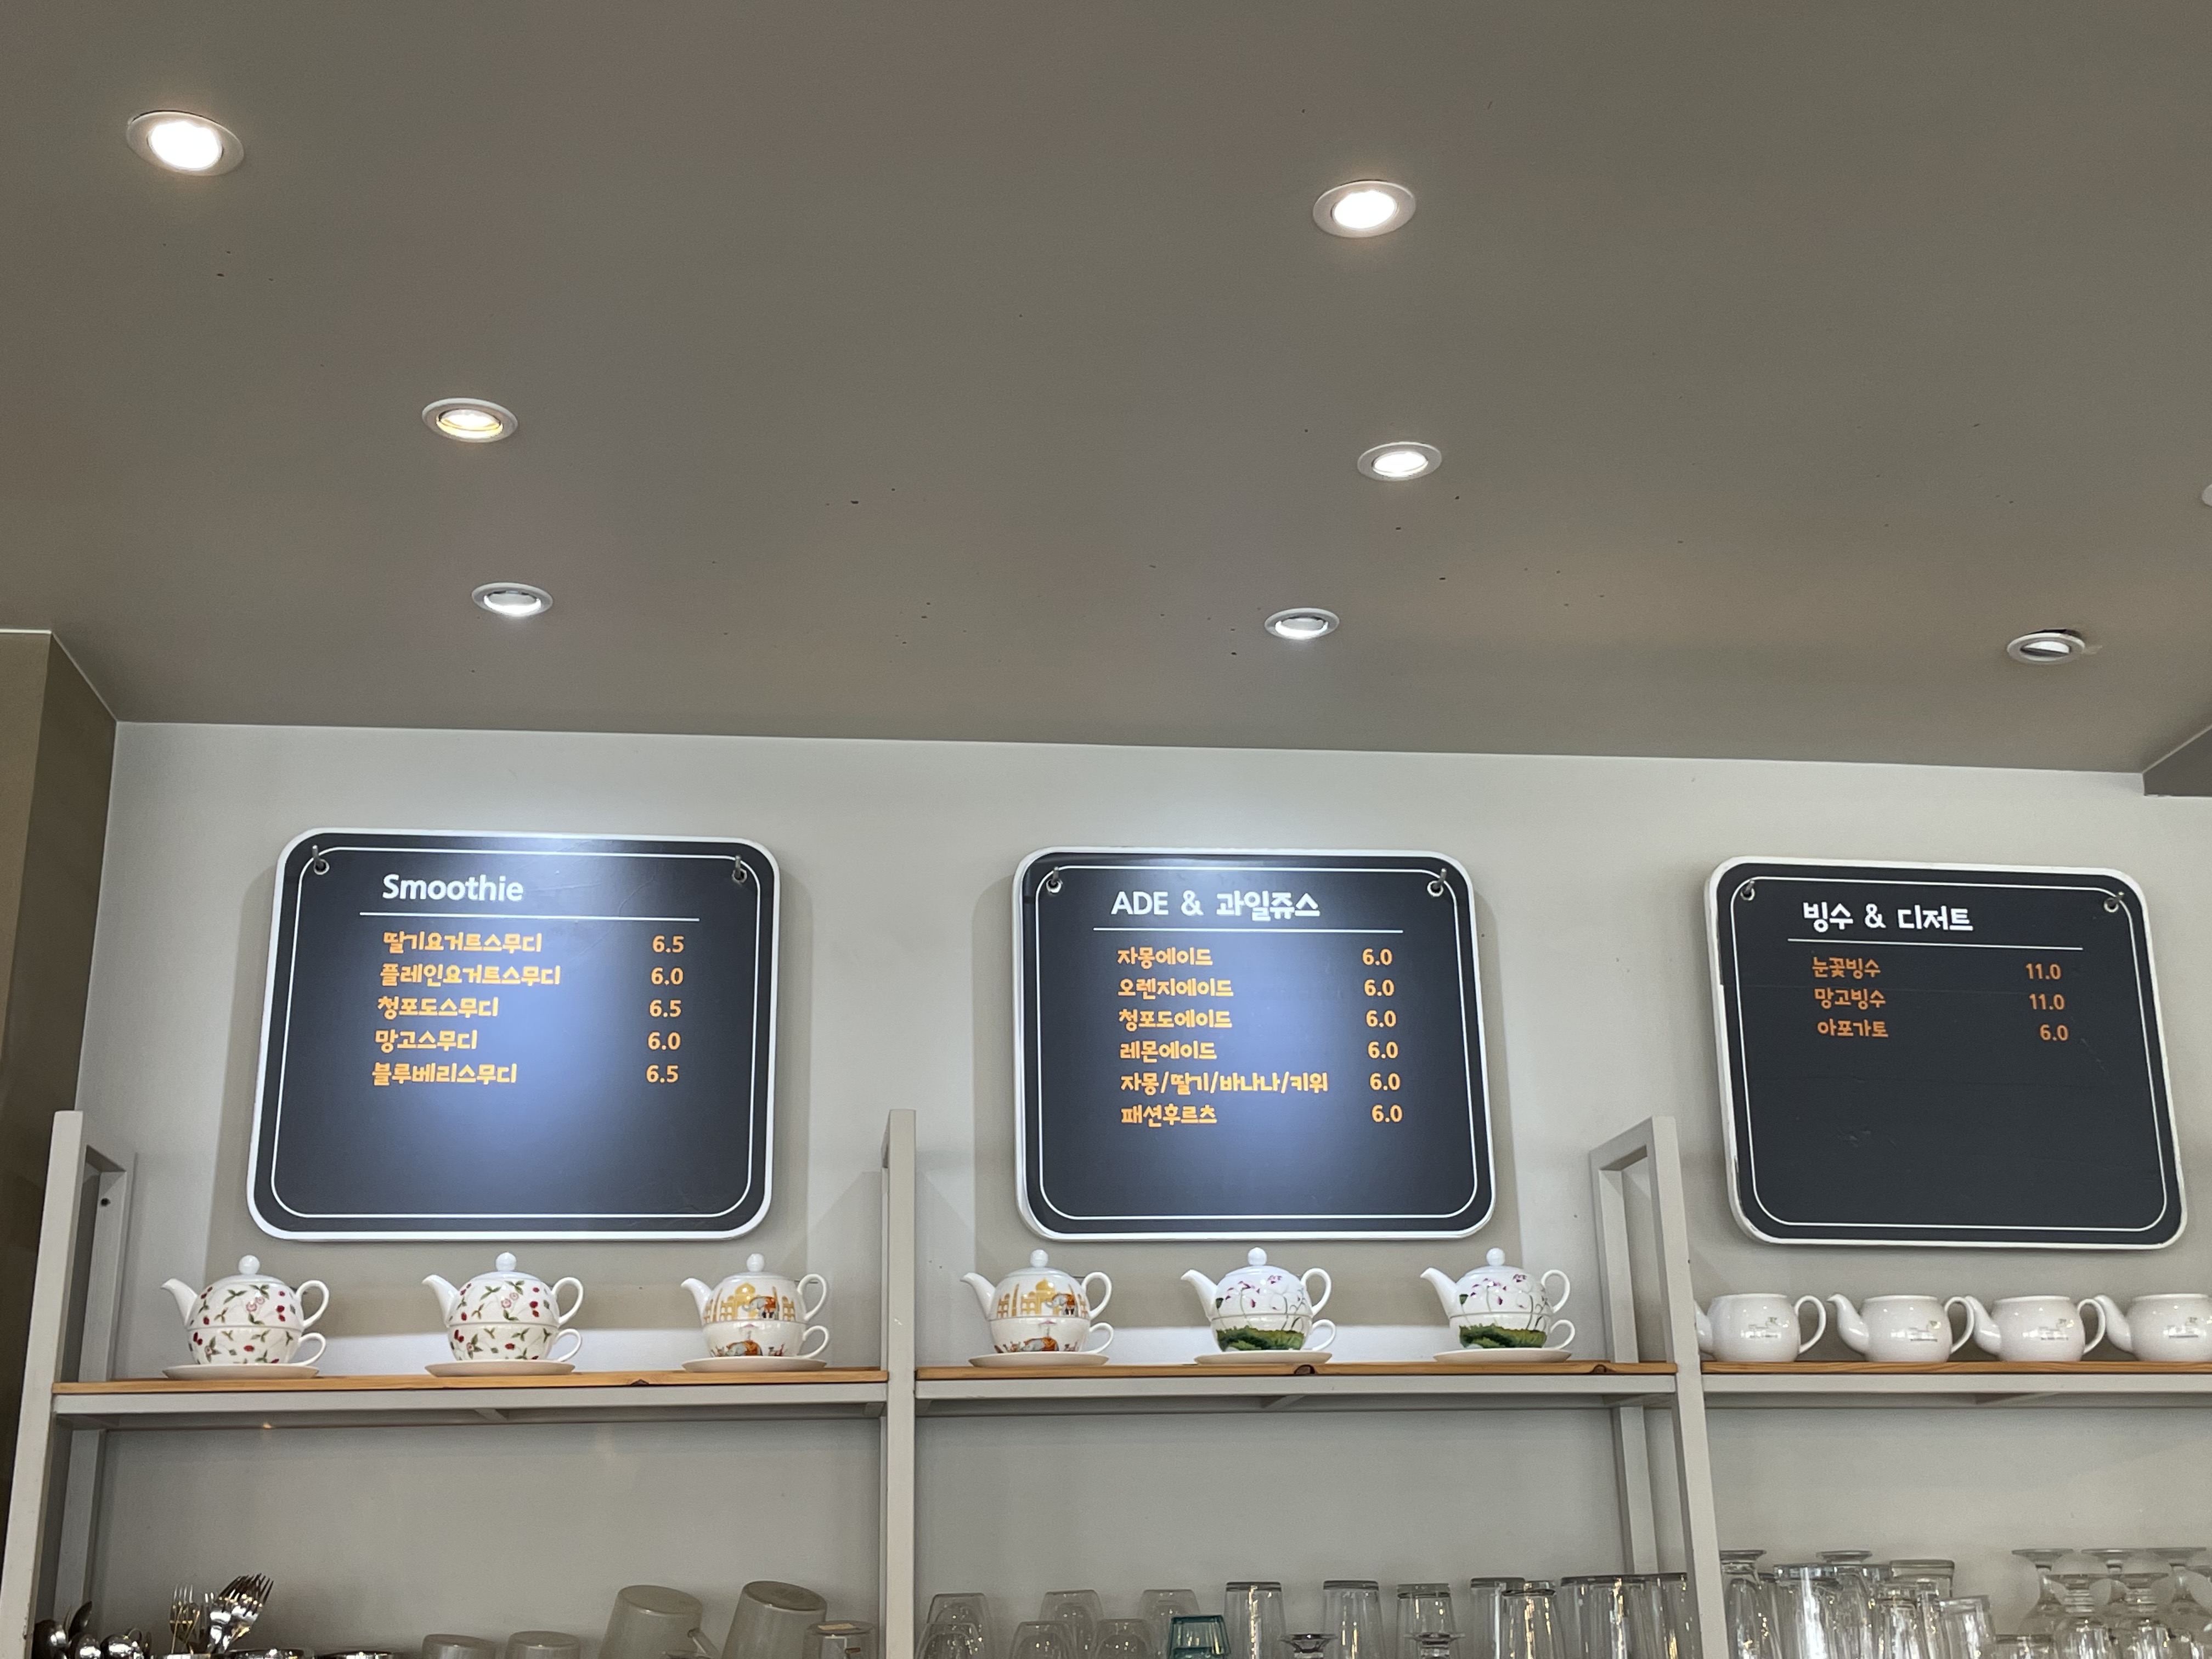 Smoothie
딸기요거트스무디 6.5
플레인요거트스무디 6.0
청포도스무디 6.5
망고스무디 6.0
블루베리스무디 6.5
ADE & 과일쥬스
자몽에이드 6.0
오렌지에이드 6.0
청포도에이드 6.0
레몬에이드 6.0
자몽/딸기/바나나/키위 6.0
패션후르츠 6.0
빙수 & 디저트
눈꽃빙수 11.0
망고빙수 11.0
아포가토 6.0